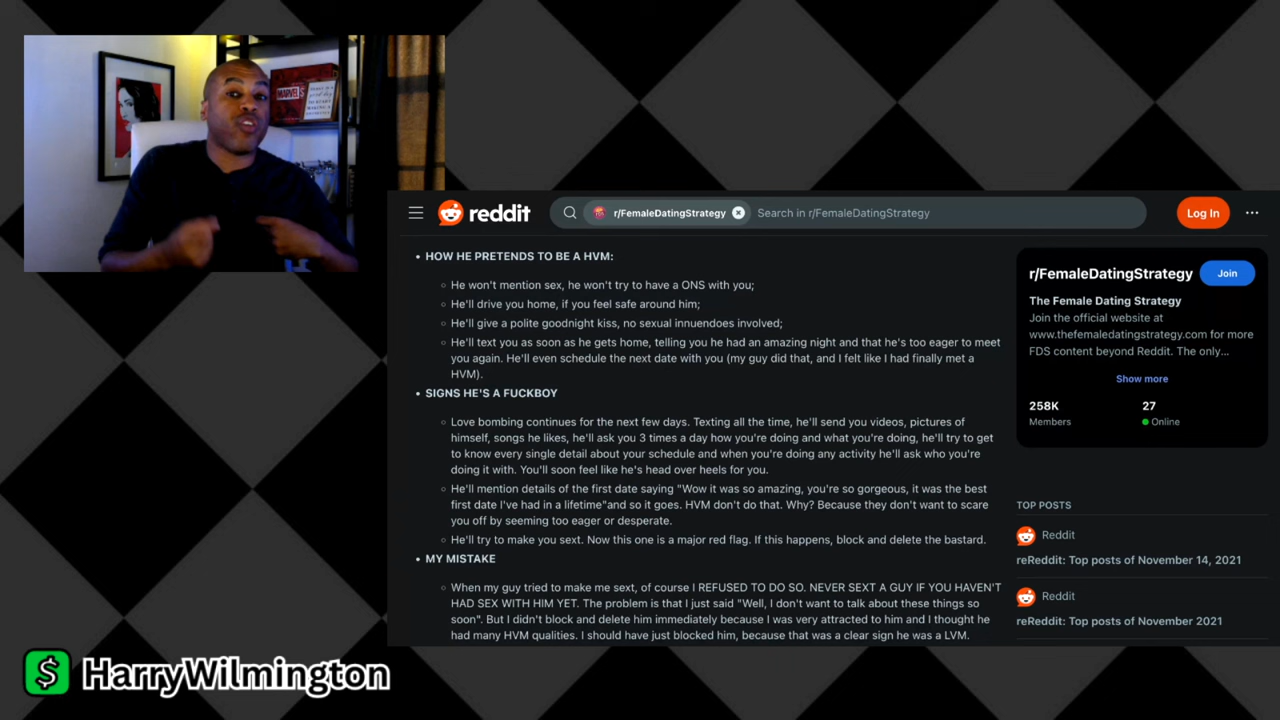 MARVEL
reddit
r/FemaleDatingStrategy
Search in r/FemaleDatingStrategy
Log In
• HOW HE PRETENDS TO BE A HVM:
He won't mention sex, he won't try to have a ONS with you;
He'll drive you home, if you feel safe around him;
He'll give a polite goodnight kiss, no sexual innuendoes involved;
He'll text you as soon as he gets home, telling you he had an amazing night and that he's too eager to meet
you again. He'll even schedule the next date with you (my guy did that, and I felt like I had finally met a
HVM).
• SIGNS HE'S A FUCKBOY
Love bombing continues for the next few days. Texting all the time, he'll send you videos, pictures of
himself, songs he likes, he'll ask you 3 times a day how you're doing and what you're doing, he'll try to get
to know every single detail about your schedule and when you're doing any activity he'll ask who you're
doing it with. You'll soon feel like he's head over heels for you.
He'll mention details of the first date saying "Wow it was so amazing, you're so gorgeous, it was the best
first date I've had in a lifetime"and so it goes. HVM don't do that. Why? Because they don't want to scare
you off by seeming too eager or desperate.
He'll try to make you sext. Now this one is a major red flag. If this happens, block and delete the bastard.
• MY MISTAKE
When my guy tried to make me sext, of course I REFUSED TO DO SO. NEVER SEXT A GUY IF YOU HAVEN'T
HAD SEX WITH HIM YET. The problem is that I just said "Well, I don't want to talk about these things so
soon". But I didn't block and delete him immediately because I was very attracted to him and I thought he
had many HVM qualities. I should have just blocked him, because that was a clear sign he was a LVM.
r/FemaleDatingStrategy
Join
The Female Dating Strategy
Join the official website at
www.thefemaledatingstrategy.com for more
FDS content beyond Reddit. The only...
Show more
258K
27
Members
Online
TOP POSTS
Reddit
reReddit: Top posts of November 14, 2021
Reddit
reReddit: Top posts of November 2021
$ HarryWilmington